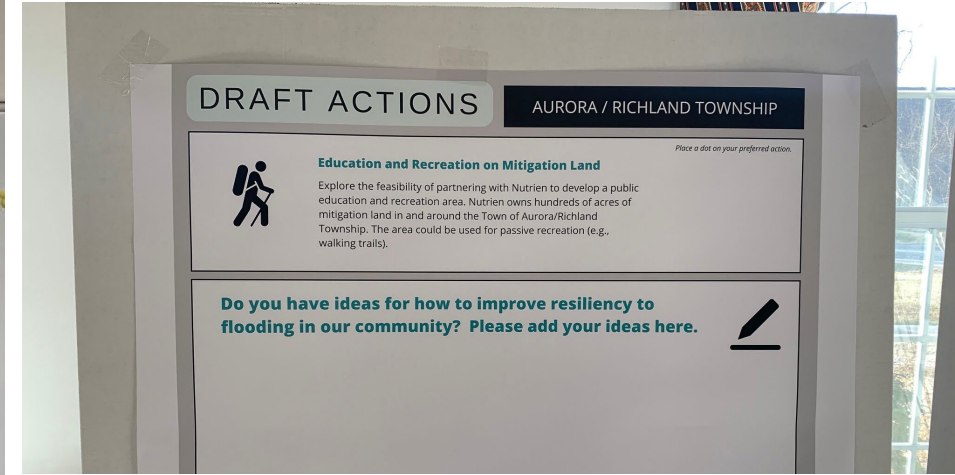 DRAFT ACTIONS
AURORA / RICHLAND TOWNSHIP
Place a dot on your preferred action.
Education and Recreation on Mitigation Land
Explore the feasibility of partnering with Nutrien to develop a public
education and recreation area. Nutrien owns hundreds of acres of
mitigation land in and around the Town of Aurora/Richland
Township. The area could be used for passive recreation (e.g.,
walking trails).
Do you have ideas for how to improve resiliency to
flooding in our community? Please add your ideas here.